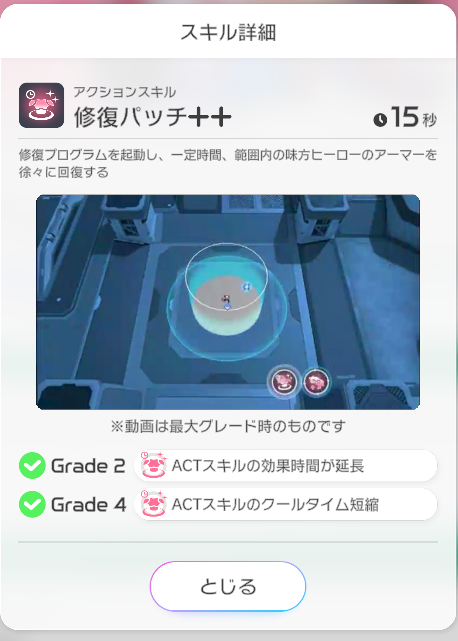 スキル詳細
アクションスキル
修復パッチ++
15秒
修復プログラムを起動し、一定時間、範囲内の味方ヒーローのアーマーを
徐々に回復する
※動画は最大グレード時のものです
Grade 2 ACTスキルの効果時間が延長
Grade 4 ACTスキルのクールタイム短縮
とじる